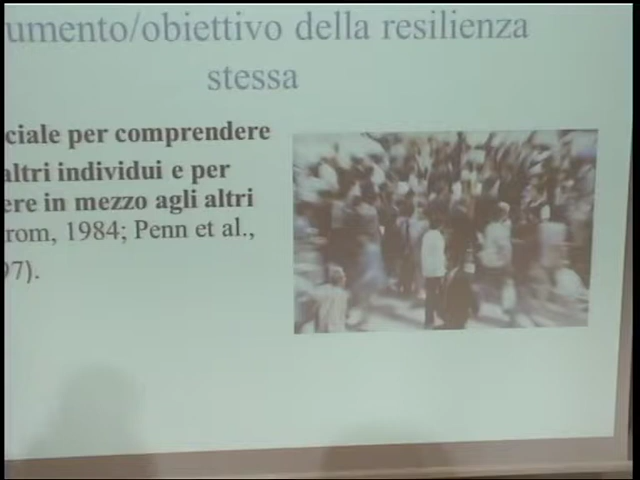 umento/obiettivo della resilienza
stessa
ciale per comprendere
altri individui e per
ere in mezzo agli altri
rom, 1984; Penn et al.,
97).